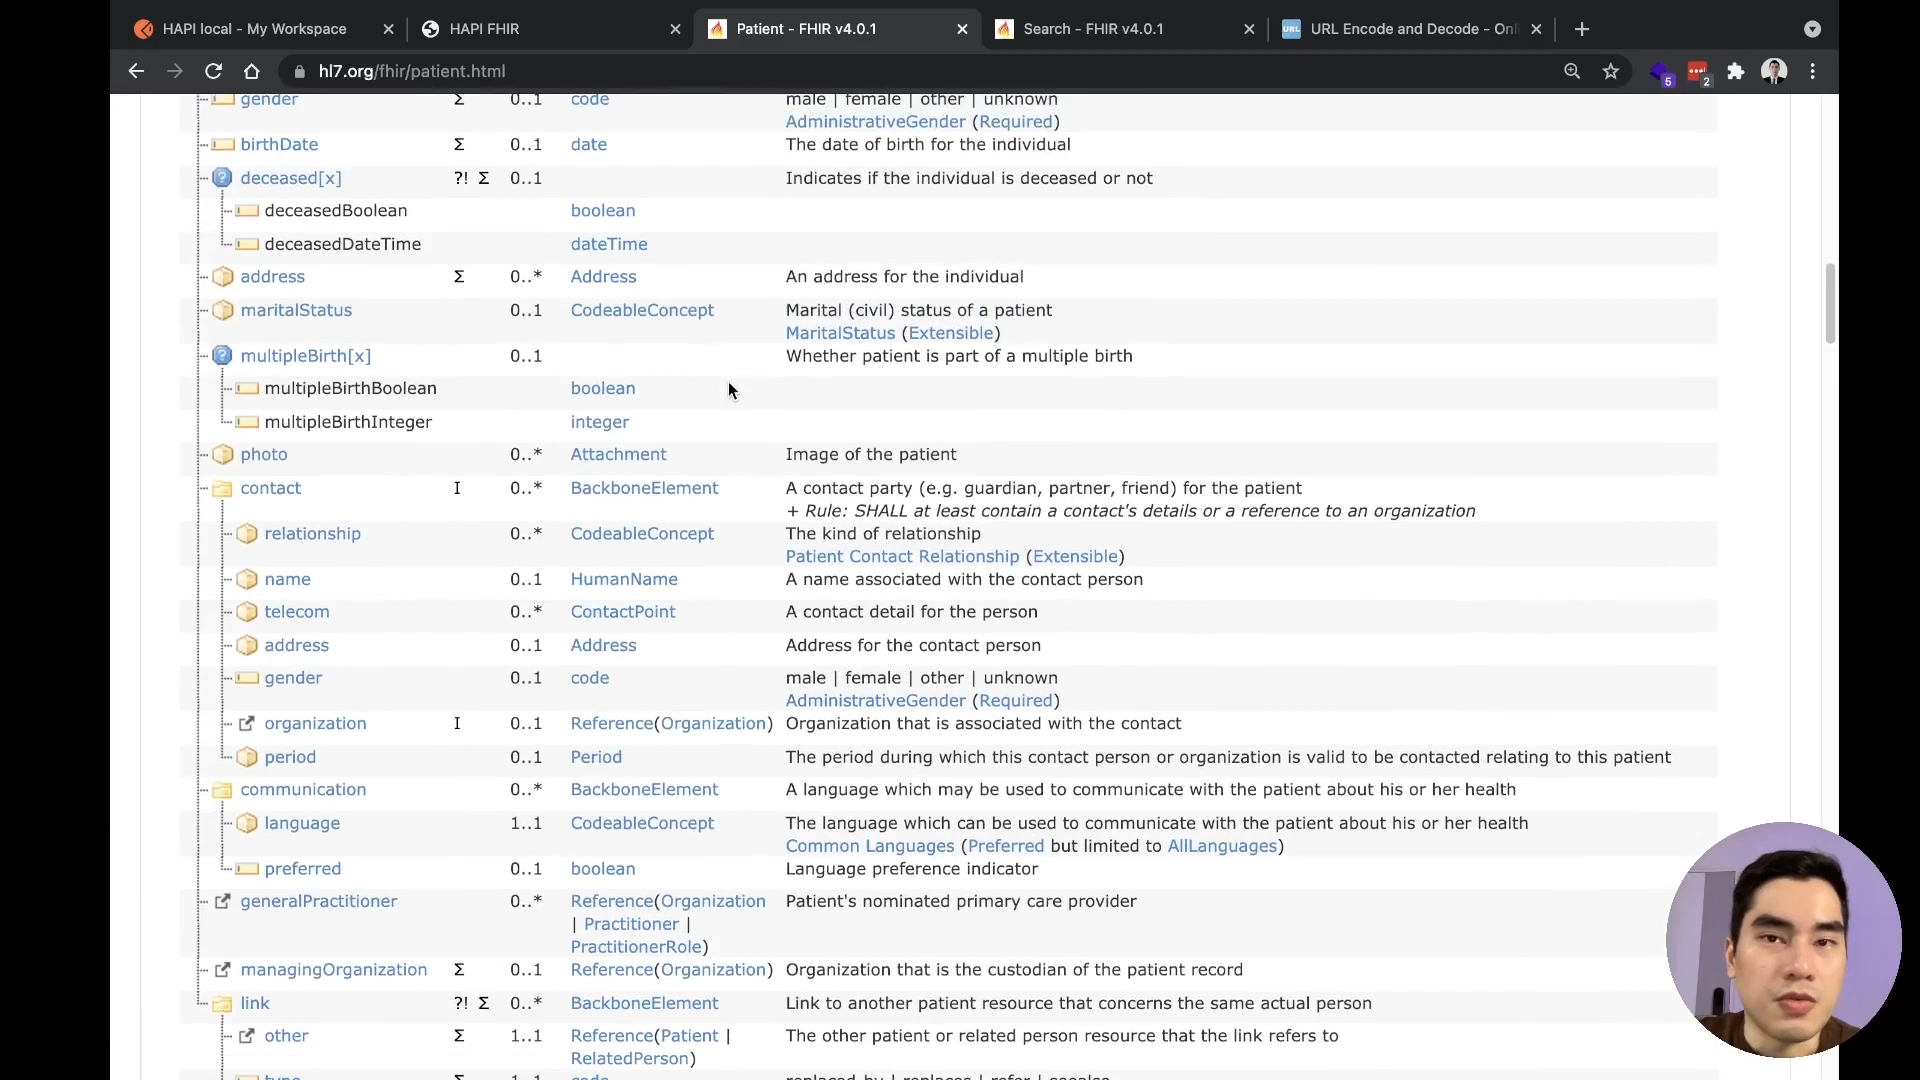 HAPI local - My Workspace
HAPI FHIR
Patient - FHIR v4.0.1
Search - FHIR v4.0.1
URL
URL Encode and Decode - Onl
hl7.org/fhir/patient.html
5
2
gender Σ 0..1 code male | female | other | unknown
AdministrativeGender (Required)
birthDate Σ 0..1 date The date of birth for the individual
deceased[x] ?! Σ 0..1 Indicates if the individual is deceased or not
deceasedBoolean boolean
deceasedDateTime dateTime
address Σ 0..* Address An address for the individual
maritalStatus 0..1 CodeableConcept Marital (civil) status of a patient
MaritalStatus (Extensible)
multipleBirth[x] 0..1 Whether patient is part of a multiple birth
multipleBirthBoolean boolean
multipleBirthInteger integer
photo 0..* Attachment Image of the patient
contact I 0..* BackboneElement A contact party (e.g. guardian, partner, friend) for the patient
+ Rule: SHALL at least contain a contact's details or a reference to an organization
relationship 0..* CodeableConcept The kind of relationship
Patient Contact Relationship (Extensible)
name 0..1 HumanName A name associated with the contact person
telecom 0..* ContactPoint A contact detail for the person
address 0..1 Address Address for the contact person
gender 0..1 code male | female | other | unknown
AdministrativeGender (Required)
organization I 0..1 Reference(Organization) Organization that is associated with the contact
period 0..1 Period The period during which this contact person or organization is valid to be contacted relating to this patient
communication 0..* BackboneElement A language which may be used to communicate with the patient about his or her health
language 1..1 CodeableConcept The language which can be used to communicate with the patient about his or her health
Common Languages (Preferred but limited to AllLanguages)
preferred 0..1 boolean Language preference indicator
generalPractitioner 0..* Reference(Organization Patient's nominated primary care provider
| Practitioner |
PractitionerRole)
managingOrganization Σ 0..1 Reference(Organization) Organization that is the custodian of the patient record
link ?! Σ 0..* BackboneElement Link to another patient resource that concerns the same actual person
other Σ 1..1 Reference(Patient | The other patient or related person resource that the link refers to
RelatedPerson)
type Σ 1..1 code replaced-by | replaces | refer | seealso